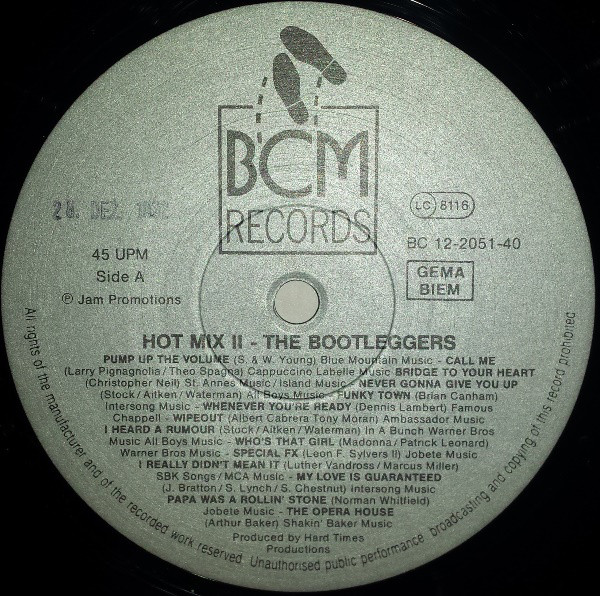 BCM
RECORDS
LC 8116
28. DEZ.
BC 12-2051-40
45 UPM
Side A
℗ Jam Promotions
GEMA
BIEM
HOT MIX II - THE BOOTLEGGERS
PUMP UP THE VOLUME (S. & W. Young) Blue Mountain Music - CALL ME
(Larry Pignagnolia/Theo Spagna) Cappuccino Labelle Music BRIDGE TO YOUR HEART
(Christopher Neil) St. Annes Music/Island Music - NEVER GONNA GIVE YOU UP
(Stock/Aitken/Waterman) All Boys Music - FUNKY TOWN (Brian Canham)
Intersong Music - WHENEVER YOU'RE READY (Dennis Lambert) Famous
Chappell - WIPEOUT (Albert Cabrera Tony Moran) Ambassador Music
I HEARD A RUMOUR (Stock/Aitken/Waterman) In A Bunch Warner Bros
Music All Boys Music - WHO'S THAT GIRL (Madonna/Patrick Leonard)
Warner Bros Music - SPECIAL FX (Leon F. Sylvers II) Jobete Music
I REALLY DIDN'T MEAN IT (Luther Vandross/Marcus Miller)
SBK Songs/MCA Music - MY LOVE IS GUARANTEED
(J. Bratton/S. Lynch/S. Chestnut) Intersong Music
PAPA WAS A ROLLIN' STONE (Norman Whitfield)
Jobete Music - THE OPERA HOUSE
(Arthur Baker) Shakin' Baker Music
Produced by Hard Times
Productions
All rights of the manufacturer and of the recorded work reserved. Unauthorised public performance broadcasting and copying of this record prohibited